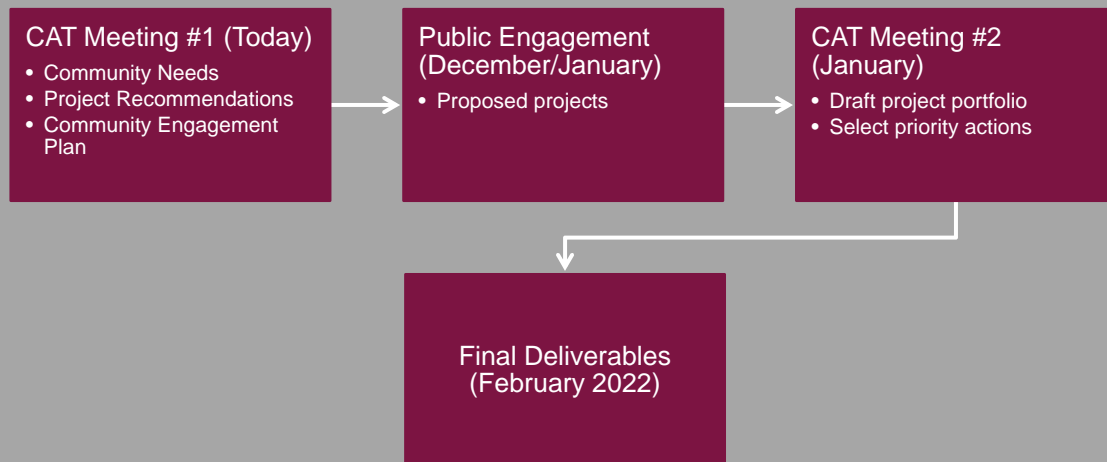 CAT Meeting #1 (Today)
• Community Needs
• Project Recommendations
• Community Engagement
Plan
Public Engagement
(December/January)
• Proposed projects
CAT Meeting #2
(January)
• Draft project portfolio
• Select priority actions
Final Deliverables
(February 2022)